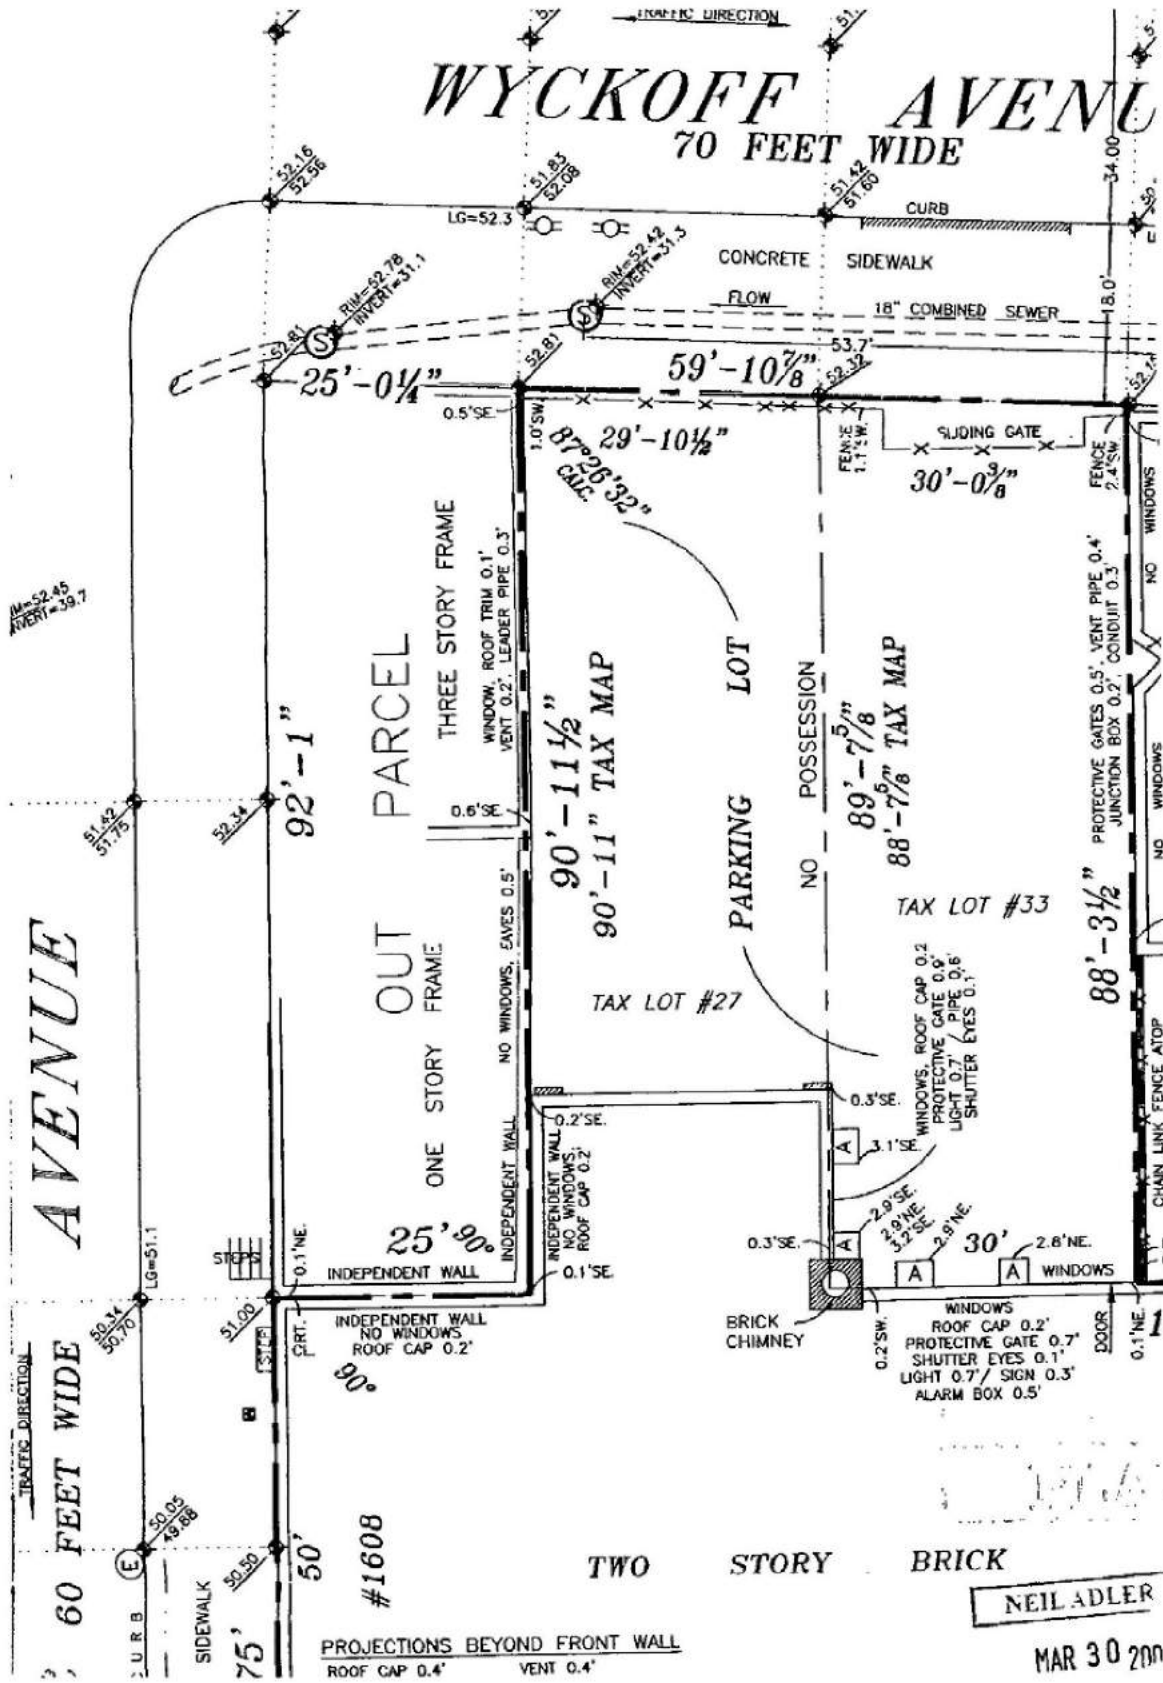 TRAFFIC DIRECTION
WYCKOFF AVENU
70 FEET WIDE
52.16
52.56
51.83
52.08
51.42
51.60
34.00
LG=52.3
CURB
CONCRETE SIDEWALK
RIM=52.78
INVERT=31.1
RIM=52.42
INVERT=31.3
FLOW
18" COMBINED SEWER
18.0'
S
S
53.7'
52.81
52.81
52.32
25'-0¼"
59'-10⅞"
0.5'SE.
1.0'SW.
29'-10½"
FENCE
1.1'SW.
SLIDING GATE
30'-0⅜"
FENCE
2.4'SW.
87°26'32"
CALC.
NO WINDOWS
INVERT=39.7
THREE STORY FRAME
WINDOW, ROOF TRIM 0.1'
VENT 0.2', LEADER PIPE 0.3'
OUT PARCEL
92'-1"
90'-11½"
90'-11" TAX MAP
PARKING LOT
NO POSSESSION
89'-7⅝"
88'-7⅝" TAX MAP
PROTECTIVE GATES 0.5', VENT PIPE 0.4'
JUNCTION BOX 0.2', CONDUIT 0.3'
88'-3½"
NO WINDOWS
51.42
51.75
52.34
0.6'SE.
TAX LOT #33
TAX LOT #27
AVENUE
60 FEET WIDE
ONE STORY FRAME
NO WINDOWS, EAVES 0.5'
WINDOWS, ROOF CAP 0.2
PROTECTIVE GATE 0.9'
LIGHT 0.7' / PIPE 0.6'
SHUTTER EYES 0.1'
CHAIN LINK FENCE ATOP
0.2'SE.
0.3'SE.
A
3.1'SE.
INDEPENDENT WALL
INDEPENDENT WALL
NO WINDOWS
ROOF CAP 0.2'
LG=51.1
STEPS
0.1'NE.
25'
90°
INDEPENDENT WALL
0.1'SE.
0.3'SE.
A
2.9'SE.
2.9'NE.
3.2'SE.
2.9'NE.
30'
2.8'NE.
A
A
WINDOWS
50.34
50.70
51.00
STEP
CRT.
CL.
INDEPENDENT WALL
NO WINDOWS
ROOF CAP 0.2'
90°
BRICK
CHIMNEY
0.2'SW.
WINDOWS
ROOF CAP 0.2'
PROTECTIVE GATE 0.7'
SHUTTER EYES 0.1'
LIGHT 0.7'/ SIGN 0.3'
ALARM BOX 0.5'
DOOR
0.1'NE.
TRAFFIC DIRECTION
50.05
49.88
E
50.50
50'
#1608
TWO STORY BRICK
NEIL ADLER
MAR 30 200
SIDEWALK
75'
PROJECTIONS BEYOND FRONT WALL
ROOF CAP 0.4' VENT 0.4'